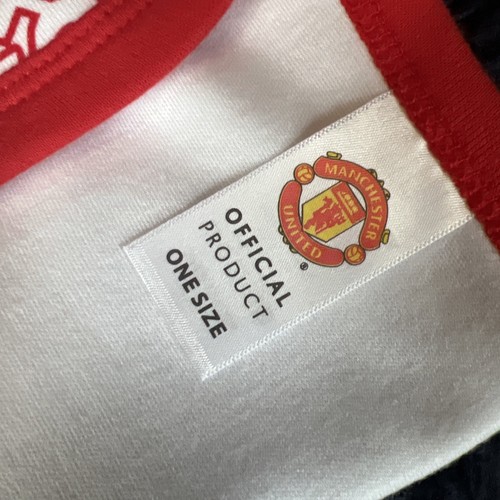 MANCHESTER
UNITED
®
OFFICIAL
PRODUCT
ONE SIZE